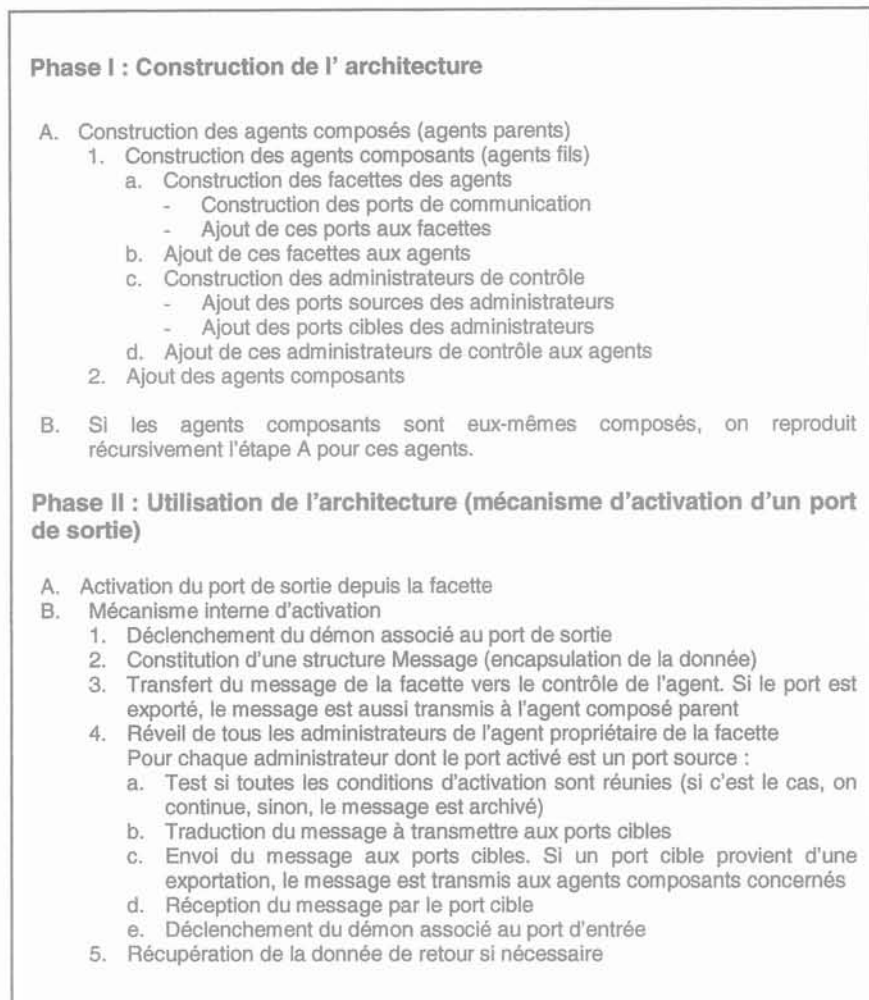 Phase I : Construction de l' architecture
A. Construction des agents composés (agents parents)
1. Construction des agents composants (agents fils)
a. Construction des facettes des agents
- Construction des ports de communication
- Ajout de ces ports aux facettes
b. Ajout de ces facettes aux agents
c. Construction des administrateurs de contrôle
- Ajout des ports sources des administrateurs
- Ajout des ports cibles des administrateurs
d. Ajout de ces administrateurs de contrôle aux agents
2. Ajout des agents composants
B. Si les agents composants sont eux-mêmes composés, on reproduit
récursivement l'étape A pour ces agents.
Phase II : Utilisation de l'architecture (mécanisme d'activation d'un port
de sortie)
A. Activation du port de sortie depuis la facette
B. Mécanisme interne d'activation
1. Déclenchement du démon associé au port de sortie
2. Constitution d'une structure Message (encapsulation de la donnée)
3. Transfert du message de la facette vers le contrôle de l'agent. Si le port est
exporté, le message est aussi transmis à l'agent composé parent
4. Réveil de tous les administrateurs de l'agent propriétaire de la facette
Pour chaque administrateur dont le port activé est un port source :
a. Test si toutes les conditions d'activation sont réunies (si c'est le cas, on
continue, sinon, le message est archivé)
b. Traduction du message à transmettre aux ports cibles
c. Envoi du message aux ports cibles. Si un port cible provient d'une
exportation, le message est transmis aux agents composants concernés
d. Réception du message par le port cible
e. Déclenchement du démon associé au port d'entrée
5. Récupération de la donnée de retour si nécessaire